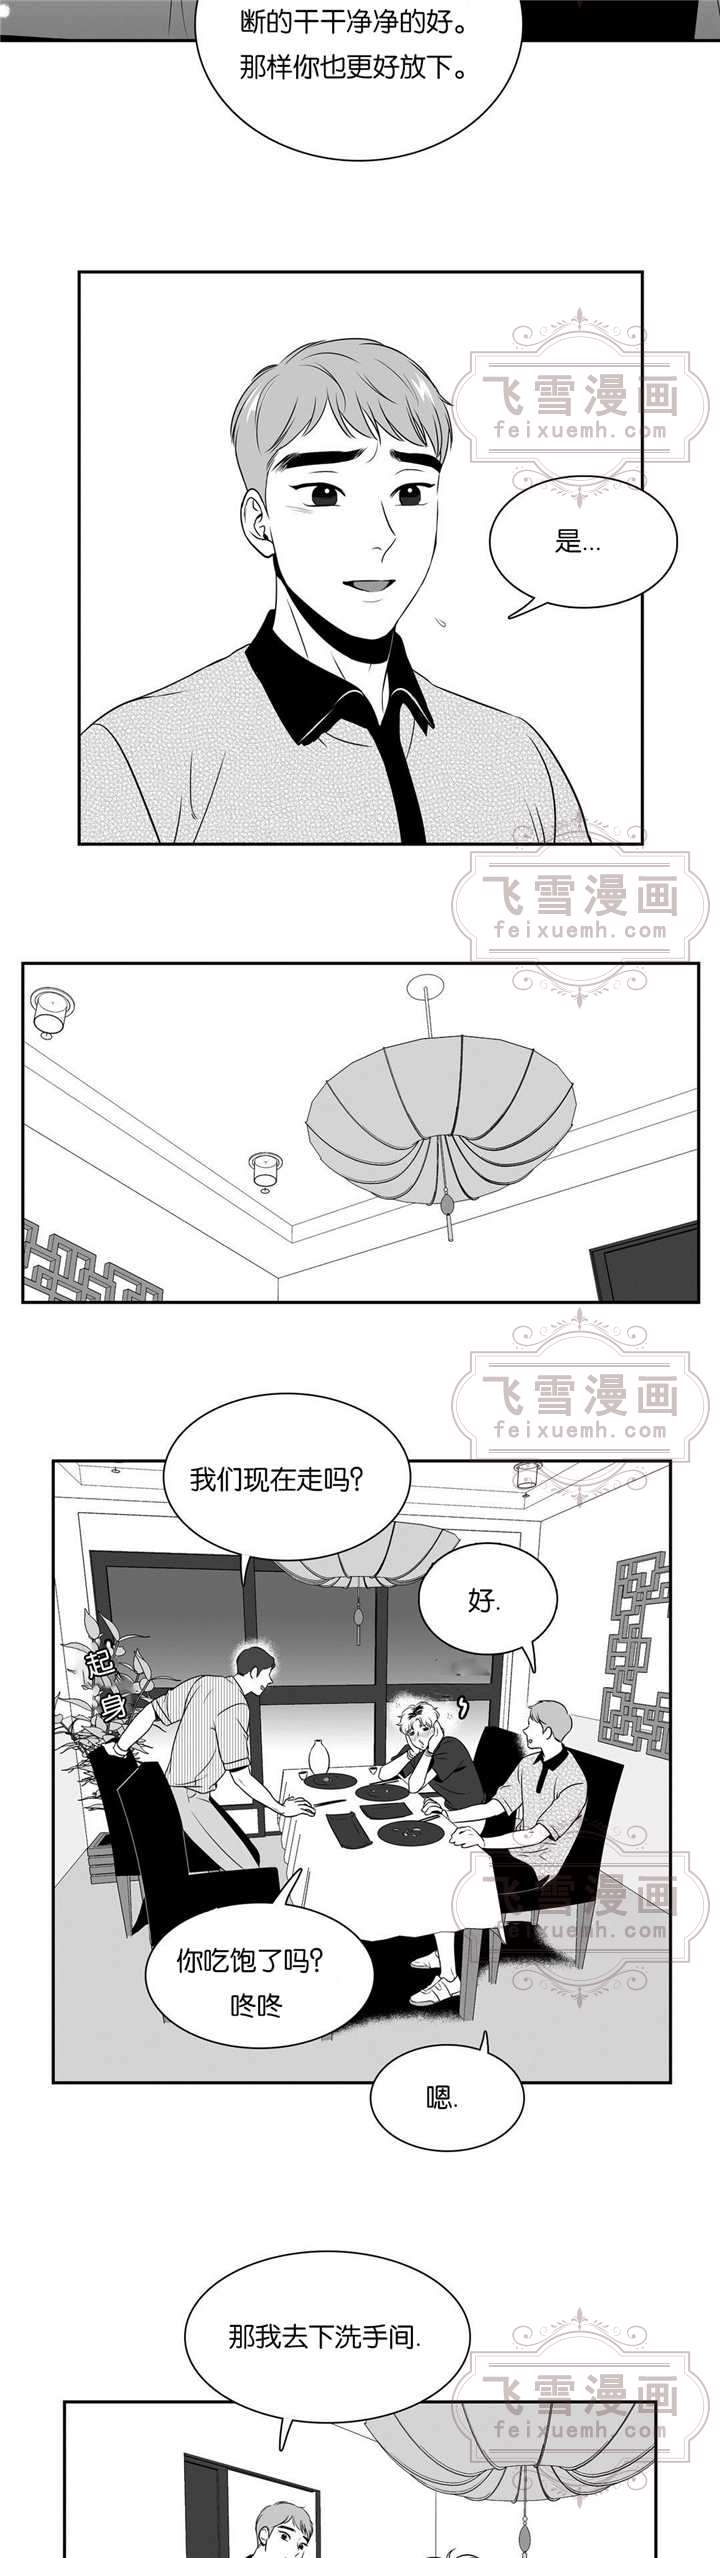 断的干干净净的好。
那样你也更好放下。
飞雪漫画
feixuemh.com
是...
飞雪漫画
feixuemh.com
飞雪漫画
feixuemh.com
我们现在走吗?
好.
起
身
飞雪漫画
feixuemh.com
你吃饱了吗?
咚咚
嗯.
那我去下洗手间.
飞雪漫画
feixuemh.com